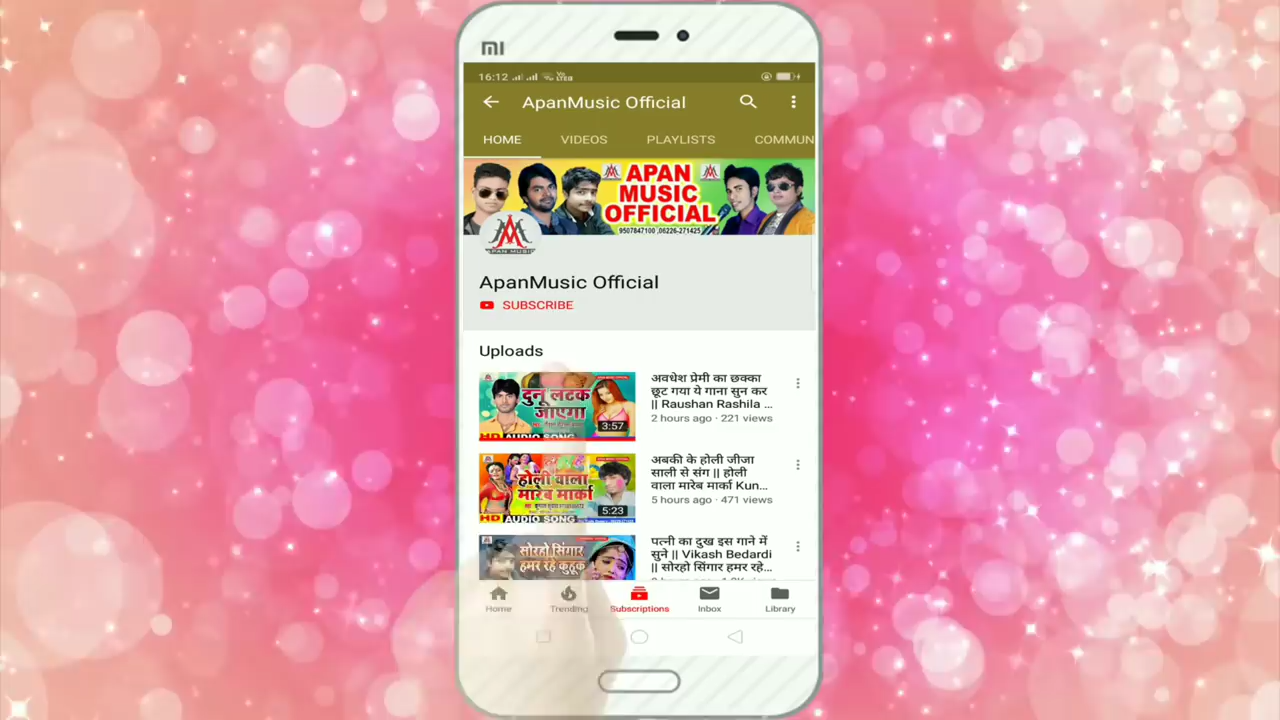 mi
16:12
ApanMusic Official
HOME VIDEOS PLAYLISTS COMMUN
APAN
MUSIC
OFFICIAL
9507847100 ,06226-271425
APAN MUSIC
ApanMusic Official
SUBSCRIBE
Uploads
दुनू लटक
जाएगा
3:57
HD AUDIO SONG
अवधेश प्रेमी का छक्का
छूट गया ये गाना सुन कर
|| Raushan Rashila ...
2 hours ago · 221 views
होली वाला
मारेब मार्का
5:23
HD AUDIO SONG
अबकी के होली जीजा
साली से संग || होली
वाला मारेब मार्का Kun...
5 hours ago · 471 views
सोरहो सिंगार
हमर रहे कुहूक
पत्नी का दुख इस गाने में
सुने || Vikash Bedardi
|| सोरहो सिंगार हमर रहे...
Home Trending Subscriptions Inbox Library